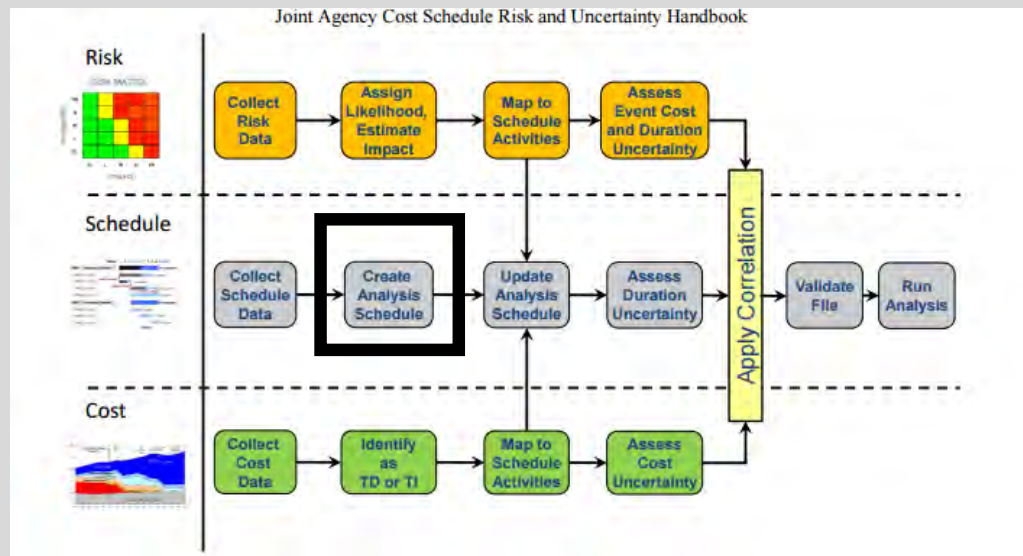 Joint Agency Cost Schedule Risk and Uncertainty Handbook
Risk
Collect
Risk
Data
Assign
Likelihood,
Estimate
Impact
Map to
Schedule
Activities
Assess
Event Cost
and Duration
Uncertainty
Schedule
Collect
Schedule
Data
Create
Analysis
Schedule
Update
Analysis
Schedule
Assess
Duration
Uncertainty
Apply Correlation
Validate
File
Run
Analysis
Cost
Collect
Cost
Data
Identify
as
TD or TI
Map to
Schedule
Activities
Assess
Cost
Uncertainty